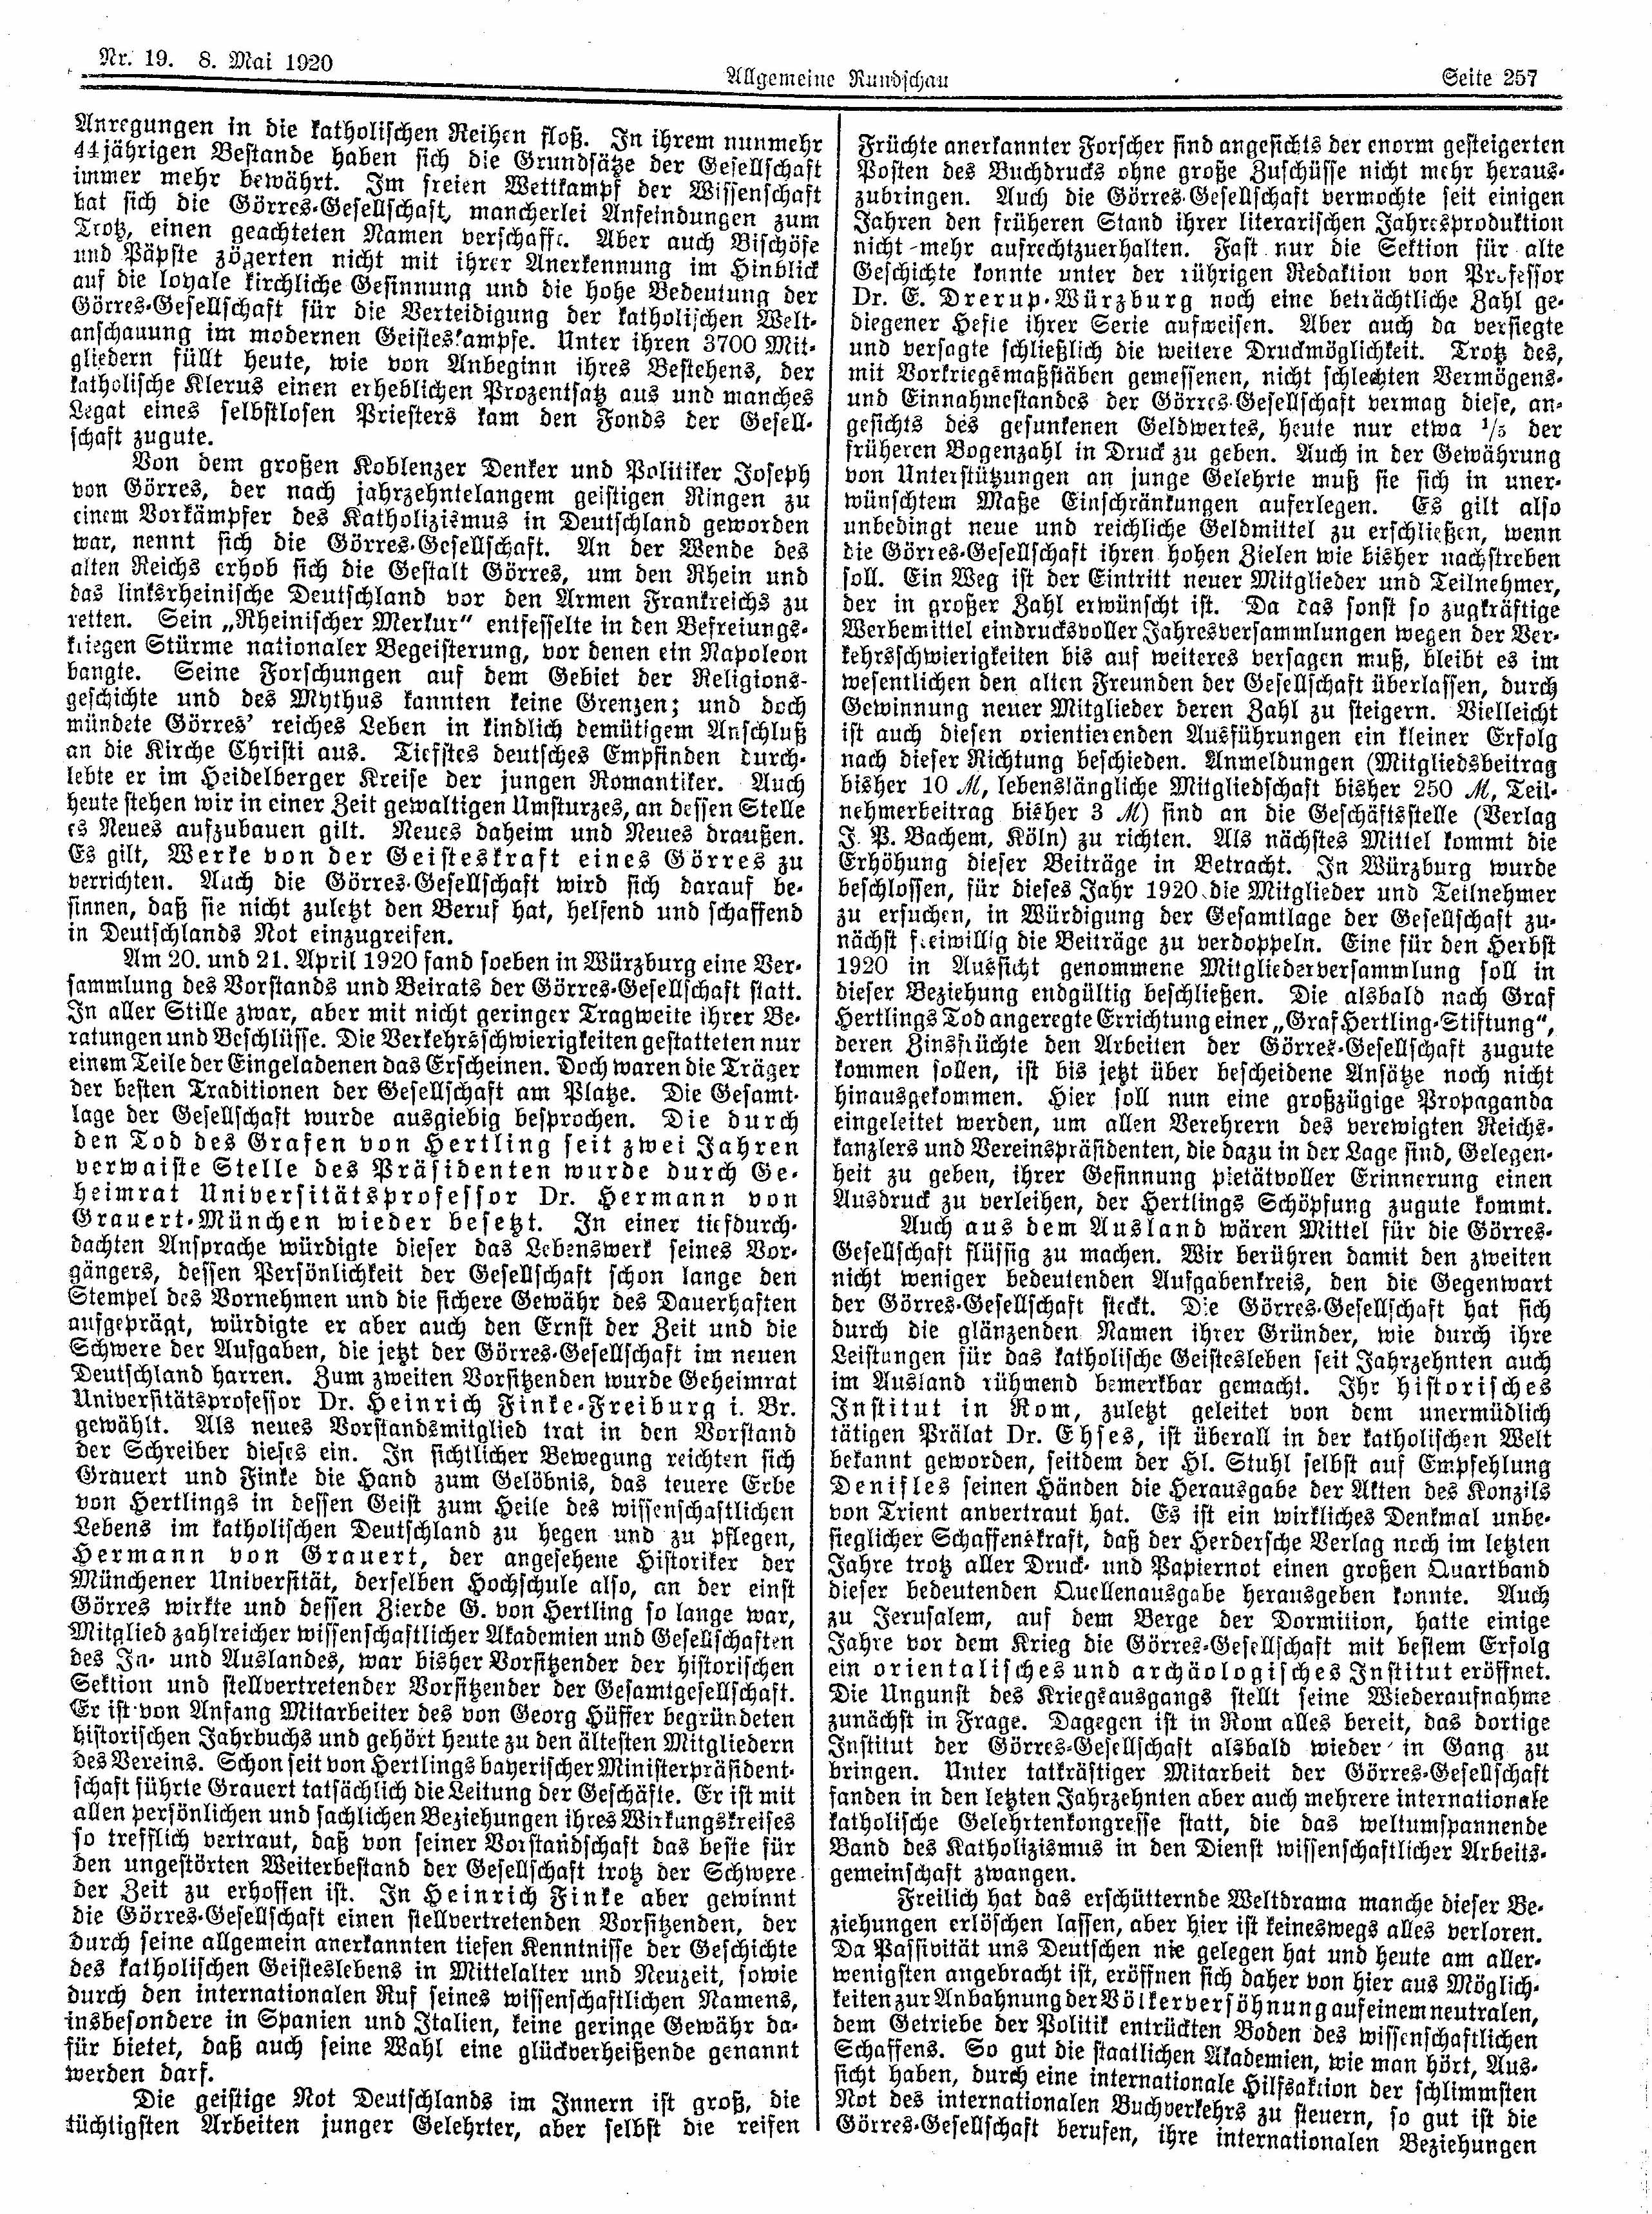 Nr. 19. 8. Mai 1920
Allgemeine Rundschau
Seite 257
Anregungen in die katholischen Reihen floß. In ihrem nunmehr
44jährigen Bestande haben sich die Grundsätze der Gesellschaft
immer mehr bewährt. Im freien Wettkampf der Wissenschaft
hat sich die Görres-Gesellschaft, mancherlei Anfeindungen zum
Trotz, einen geachteten Namen verschafft. Aber auch Bischöfe
und Päpste zögerten nicht mit ihrer Anerkennung im Hinblick
auf die loyale kirchliche Gesinnung und die hohe Bedeutung der
Görres-Gesellschaft für die Verteidigung der katholischen Welt-
anschauung im modernen Geisteskampfe. Unter ihren 3700 Mit-
gliedern füllt heute, wie von Anbeginn ihres Bestehens, der
katholische Klerus einen erheblichen Prozentsatz aus und manches
Legat eines selbstlosen Priesters kam den Fonds der Gesell-
schaft zugute.
Von dem großen Koblenzer Denker und Politiker Joseph
von Görres, der nach jahrzehntelangem geistigen Ringen zu
einem Vorkämpfer des Katholizismus in Deutschland geworden
war, nennt sich die Görres-Gesellschaft. An der Wende des
alten Reichs erhob sich die Gestalt Görres, um den Rhein und
das linksrheinische Deutschland vor den Armen Frankreichs zu
retten. Sein „Rheinischer Merkur“ entfesselte in den Befreiungs-
kriegen Stürme nationaler Begeisterung, vor denen ein Napoleon
bangte. Seine Forschungen auf dem Gebiet der Religions-
geschichte und des Mythus kannten keine Grenzen; und doch
mündete Görres’ reiches Leben in kindlich demütigem Anschluß
an die Kirche Christi aus. Tiefstes deutsches Empfinden durch-
lebte er im Heidelberger Kreise der jungen Romantiker. Auch
heute stehen wir in einer Zeit gewaltigen Umsturzes, an dessen Stelle
es Neues aufzubauen gilt. Neues daheim und Neues draußen.
Es gilt, Werke von der Geisteskraft eines Görres zu
verrichten. Auch die Görres-Gesellschaft wird sich darauf be-
sinnen, daß sie nicht zuletzt den Beruf hat, helfend und schaffend
in Deutschlands Not einzugreifen.
Am 20. und 21. April 1920 fand soeben in Würzburg eine Ver-
sammlung des Vorstands und Beirats der Görres-Gesellschaft statt.
In aller Stille zwar, aber mit nicht geringer Tragweite ihrer Be-
ratungen und Beschlüsse. Die Verkehrsschwierigkeiten gestatteten nur
einem Teile der Eingeladenen das Erscheinen. Doch waren die Träger
der besten Traditionen der Gesellschaft am Platze. Die Gesamt-
lage der Gesellschaft wurde ausgiebig besprochen. Die durch
den Tod des Grafen von Hertling seit zwei Jahren
verwaiste Stelle des Präsidenten wurde durch Ge-
heimrat Universitätsprofessor Dr. Hermann von
Grauert-München wieder besetzt. In einer tiefdurch-
dachten Ansprache würdigte dieser das Lebenswerk seines Vor-
gängers, dessen Persönlichkeit der Gesellschaft schon lange den
Stempel des Vornehmen und die sichere Gewähr des Dauerhaften
aufgeprägt, würdigte er aber auch den Ernst der Zeit und die
Schwere der Aufgaben, die jetzt der Görres-Gesellschaft im neuen
Deutschland harren. Zum zweiten Vorsitzenden wurde Geheimrat
Universitätsprofessor Dr. Heinrich Finke-Freiburg i. Br.
gewählt. Als neues Vorstandsmitglied trat in den Vorstand
der Schreiber dieses ein. In sichtlicher Bewegung reichten sich
Grauert und Finke die Hand zum Gelöbnis, das teuere Erbe
von Hertlings in dessen Geist zum Heile des wissenschaftlichen
Lebens im katholischen Deutschland zu hegen und zu pflegen,
Hermann von Grauert, der angesehene Historiker der
Münchener Universität, derselben Hochschule also, an der einst
Görres wirkte und dessen Zierde G. von Hertling so lange war,
Mitglied zahlreicher wissenschaftlicher Akademien und Gesellschaften
des In- und Auslandes, war bisher Vorsitzender der historischen
Sektion und stellvertretender Vorsitzender der Gesamtgesellschaft.
Er ist von Anfang Mitarbeiter des von Georg Hüffer begründeten
historischen Jahrbuchs und gehört heute zu den ältesten Mitgliedern
des Vereins. Schon seit von Hertlings bayerischer Ministerpräsident-
schaft führte Grauert tatsächlich die Leitung der Geschäfte. Er ist mit
allen persönlichen und sachlichen Beziehungen ihres Wirkungskreises
so trefflich vertraut, daß von seiner Vorstandschaft das beste für
den ungestörten Weiterbestand der Gesellschaft trotz der Schwere
der Zeit zu erhoffen ist. In Heinrich Finke aber gewinnt
die Görres-Gesellschaft einen stellvertretenden Vorsitzenden, der
durch seine allgemein anerkannten tiefen Kenntnisse der Geschichte
des katholischen Geisteslebens in Mittelalter und Neuzeit, sowie
durch den internationalen Ruf seines wissenschaftlichen Namens,
insbesondere in Spanien und Italien, keine geringe Gewähr da-
für bietet, daß auch seine Wahl eine glückverheißende genannt
werden darf.
Die geistige Not Deutschlands im Innern ist groß, die
tüchtigsten Arbeiten junger Gelehrter, aber selbst die reifen
Früchte anerkannter Forscher sind angesichts der enorm gesteigerten
Posten des Buchdrucks ohne große Zuschüsse nicht mehr heraus-
zubringen. Auch die Görres-Gesellschaft vermochte seit einigen
Jahren den früheren Stand ihrer literarischen Jahresproduktion
nicht mehr aufrechtzuerhalten. Fast nur die Sektion für alte
Geschichte konnte unter der rührigen Redaktion von Professor
Dr. E. Drerup-Würzburg noch eine beträchtliche Zahl ge-
diegener Hefte ihrer Serie aufweisen. Aber auch da versiegte
und versagte schließlich die weitere Druckmöglichkeit. Trotz des,
mit Vorkriegsmaßstäben gemessenen, nicht schlechten Vermögens-
und Einnahmestandes der Görres-Gesellschaft vermag diese, an-
gesichts des gesunkenen Geldwertes, heute nur etwa 1/5 der
früheren Bogenzahl in Druck zu geben. Auch in der Gewährung
von Unterstützungen an junge Gelehrte muß sie sich in uner-
wünschtem Maße Einschränkungen auferlegen. Es gilt also
unbedingt neue und reichliche Geldmittel zu erschließen, wenn
die Görres-Gesellschaft ihren hohen Zielen wie bisher nachstreben
soll. Ein Weg ist der Eintritt neuer Mitglieder und Teilnehmer,
der in großer Zahl erwünscht ist. Da das sonst so zugkräftige
Werbemittel eindrucksvoller Jahresversammlungen wegen der Ver-
kehrsschwierigkeiten bis auf weiteres versagen muß, bleibt es im
wesentlichen den alten Freunden der Gesellschaft überlassen, durch
Gewinnung neuer Mitglieder deren Zahl zu steigern. Vielleicht
ist auch diesen orientierenden Ausführungen ein kleiner Erfolg
nach dieser Richtung beschieden. Anmeldungen (Mitgliedsbeitrag
bisher 10 M, lebenslängliche Mitgliedschaft bisher 250 M, Teil-
nehmerbeitrag bisher 3 M) sind an die Geschäftsstelle (Verlag
J. P. Bachem, Köln) zu richten. Als nächstes Mittel kommt die
Erhöhung dieser Beiträge in Betracht. In Würzburg wurde
beschlossen, für dieses Jahr 1920 die Mitglieder und Teilnehmer
zu ersuchen, in Würdigung der Gesamtlage der Gesellschaft zu-
nächst freiwillig die Beiträge zu verdoppeln. Eine für den Herbst
1920 in Aussicht genommene Mitgliederversammlung soll in
dieser Beziehung endgültig beschließen. Die alsbald nach Graf
Hertlings Tod angeregte Errichtung einer „Graf Hertling-Stiftung“,
deren Zinsfrüchte den Arbeiten der Görres-Gesellschaft zugute
kommen sollen, ist bis jetzt über bescheidene Ansätze noch nicht
hinausgekommen. Hier soll nun eine großzügige Propaganda
eingeleitet werden, um allen Verehrern des verewigten Reichs-
kanzlers und Vereinspräsidenten, die dazu in der Lage sind, Gelegen-
heit zu geben, ihrer Gesinnung pietätvoller Erinnerung einen
Ausdruck zu verleihen, der Hertlings Schöpfung zugute kommt.
Auch aus dem Ausland wären Mittel für die Görres-
Gesellschaft flüssig zu machen. Wir berühren damit den zweiten
nicht weniger bedeutenden Aufgabenkreis, den die Gegenwart
der Görres-Gesellschaft steckt. Die Görres-Gesellschaft hat sich
durch die glänzenden Namen ihrer Gründer, wie durch ihre
Leistungen für das katholische Geistesleben seit Jahrzehnten auch
im Ausland rühmend bemerkbar gemacht. Ihr historisches
Institut in Rom, zuletzt geleitet von dem unermüdlich
tätigen Prälat Dr. Ehses, ist überall in der katholischen Welt
bekannt geworden, seitdem der Hl. Stuhl selbst auf Empfehlung
Denifles seinen Händen die Herausgabe der Akten des Konzils
von Trient anvertraut hat. Es ist ein wirkliches Denkmal unbe-
sieglicher Schaffenskraft, daß der Herdersche Verlag noch im letzten
Jahre trotz aller Druck- und Papiernot einen großen Quartband
dieser bedeutenden Quellenausgabe herausgeben konnte. Auch
zu Jerusalem, auf dem Berge der Dormition, hatte einige
Jahre vor dem Krieg die Görres-Gesellschaft mit bestem Erfolg
ein orientalisches und archäologisches Institut eröffnet.
Die Ungunst des Kriegsausgangs stellt seine Wiederaufnahme
zunächst in Frage. Dagegen ist in Rom alles bereit, das dortige
Institut der Görres-Gesellschaft alsbald wieder in Gang zu
bringen. Unter tatkräftiger Mitarbeit der Görres-Gesellschaft
fanden in den letzten Jahrzehnten aber auch mehrere internationale
katholische Gelehrtenkongresse statt, die das weltumspannende
Band des Katholizismus in den Dienst wissenschaftlicher Arbeits-
gemeinschaft zwangen.
Freilich hat das erschütternde Weltdrama manche dieser Be-
ziehungen erlöschen lassen, aber hier ist keineswegs alles verloren.
Da Passivität uns Deutschen nie gelegen hat und heute am aller-
wenigsten angebracht ist, eröffnen sich daher von hier aus Möglich-
keiten zur Anbahnung der Völkerversöhnung auf einem neutralen,
dem Getriebe der Politik entrückten Boden des wissenschaftlichen
Schaffens. So gut die staatlichen Akademien, wie man hört, Aus-
sicht haben, durch eine internationale Hilfsaktion der schlimmsten
Not des internationalen Buchverkehrs zu steuern, so gut ist die
Görres-Gesellschaft berufen, ihre internationalen Beziehungen